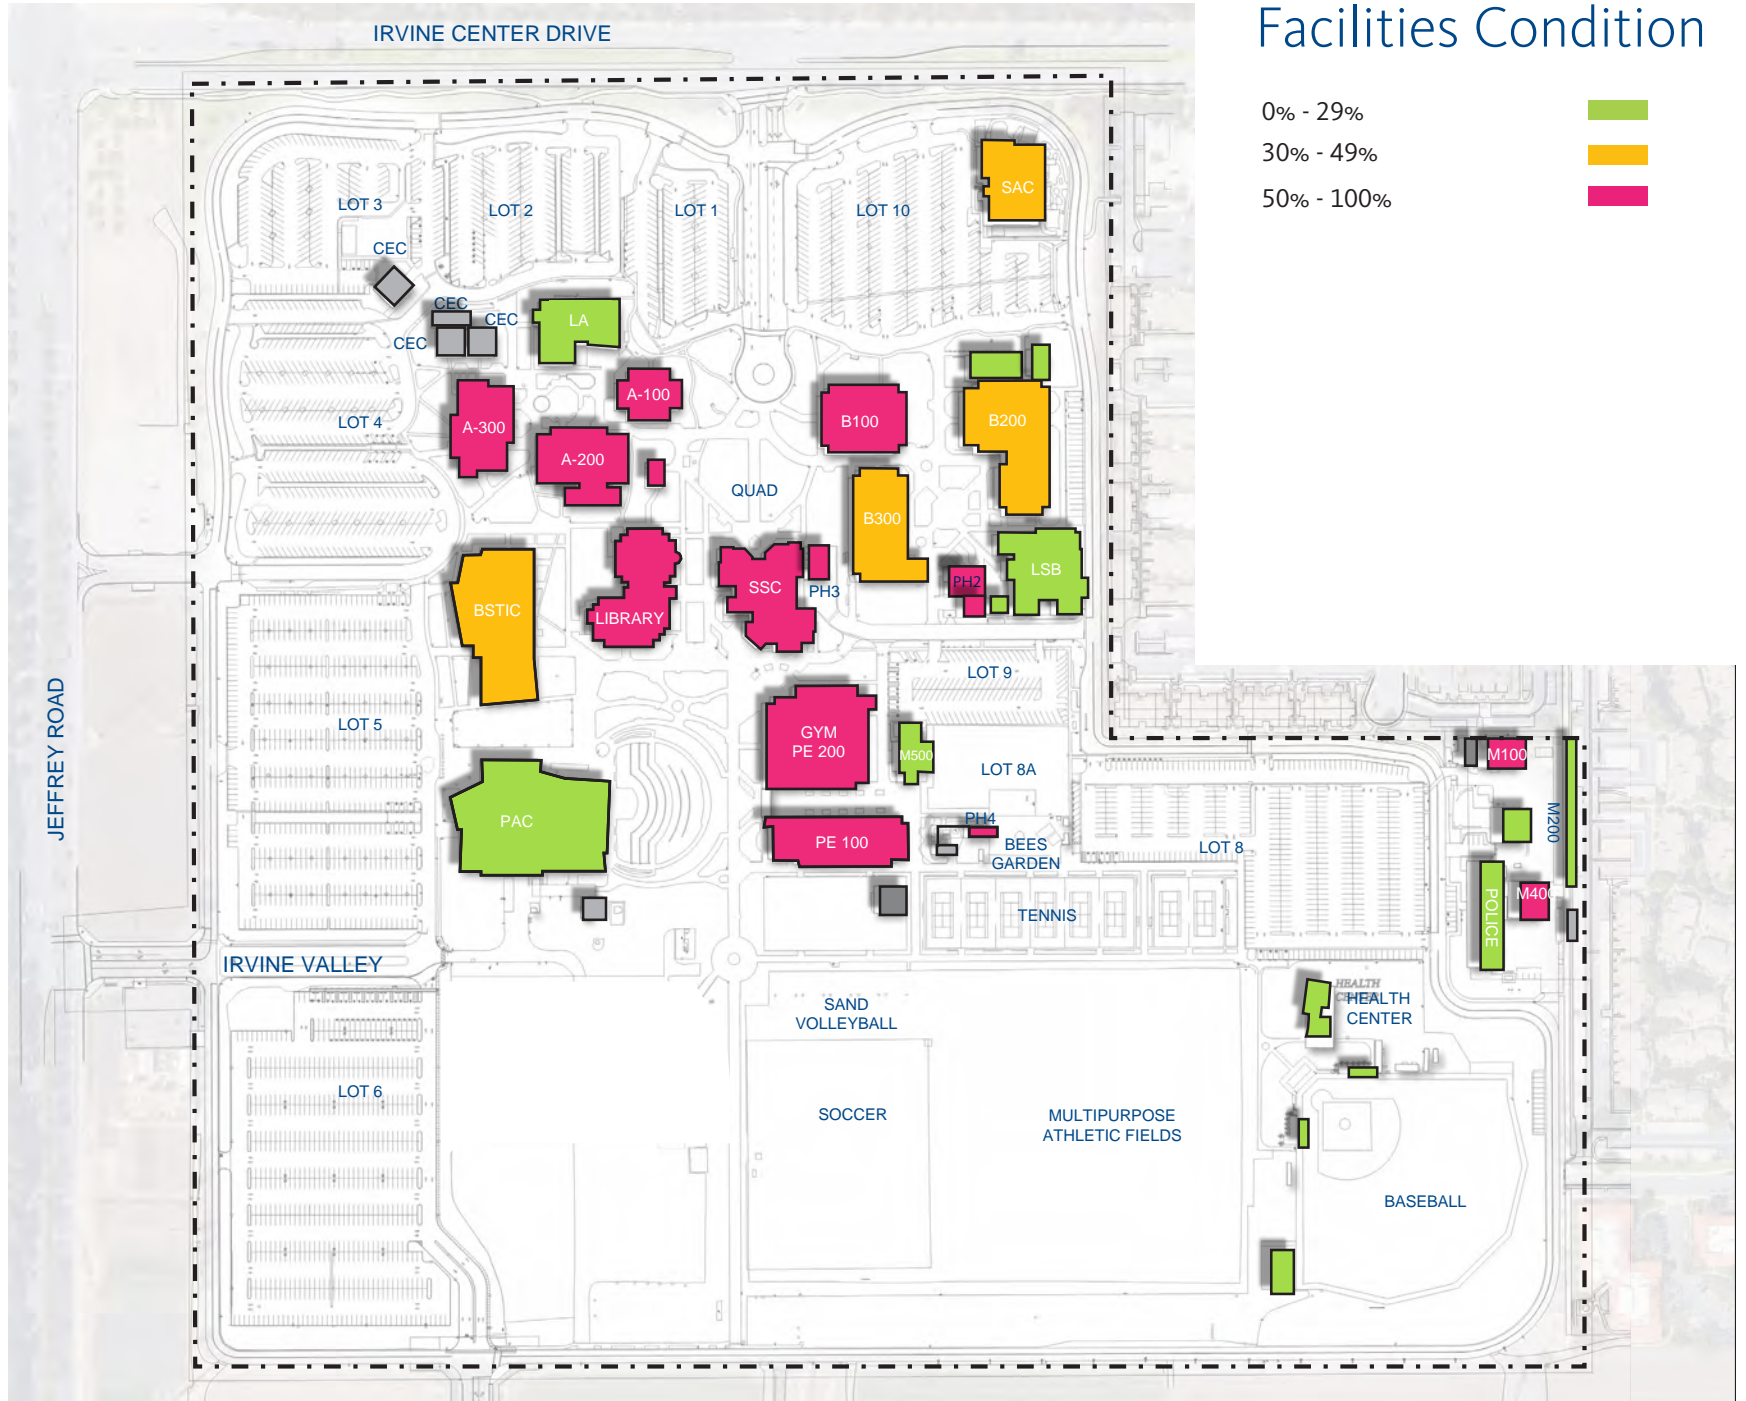 Facilities Condition
0% - 29%
30% - 49%
50% - 100%
IRVINE CENTER DRIVE
SAC
LOT 3
LOT 2
LOT 1
LOT 10
CEC
CEC
CEC
CEC
LA
A-100
A-300
LOT 4
B100
B200
A-200
QUAD
B300
LSB
PH2
SSC
PH3
BSTIC
LIBRARY
LOT 9
JEFFREY ROAD
LOT 5
GYM
PE 200
M500
LOT 8A
M100
M200
PAC
PH4
PE 100
BEES
GARDEN
LOT 8
M400
POLICE
TENNIS
IRVINE VALLEY
HEALTH
CENTER
HEALTH
CENTER
SAND
VOLLEYBALL
LOT 6
SOCCER
MULTIPURPOSE
ATHLETIC FIELDS
BASEBALL